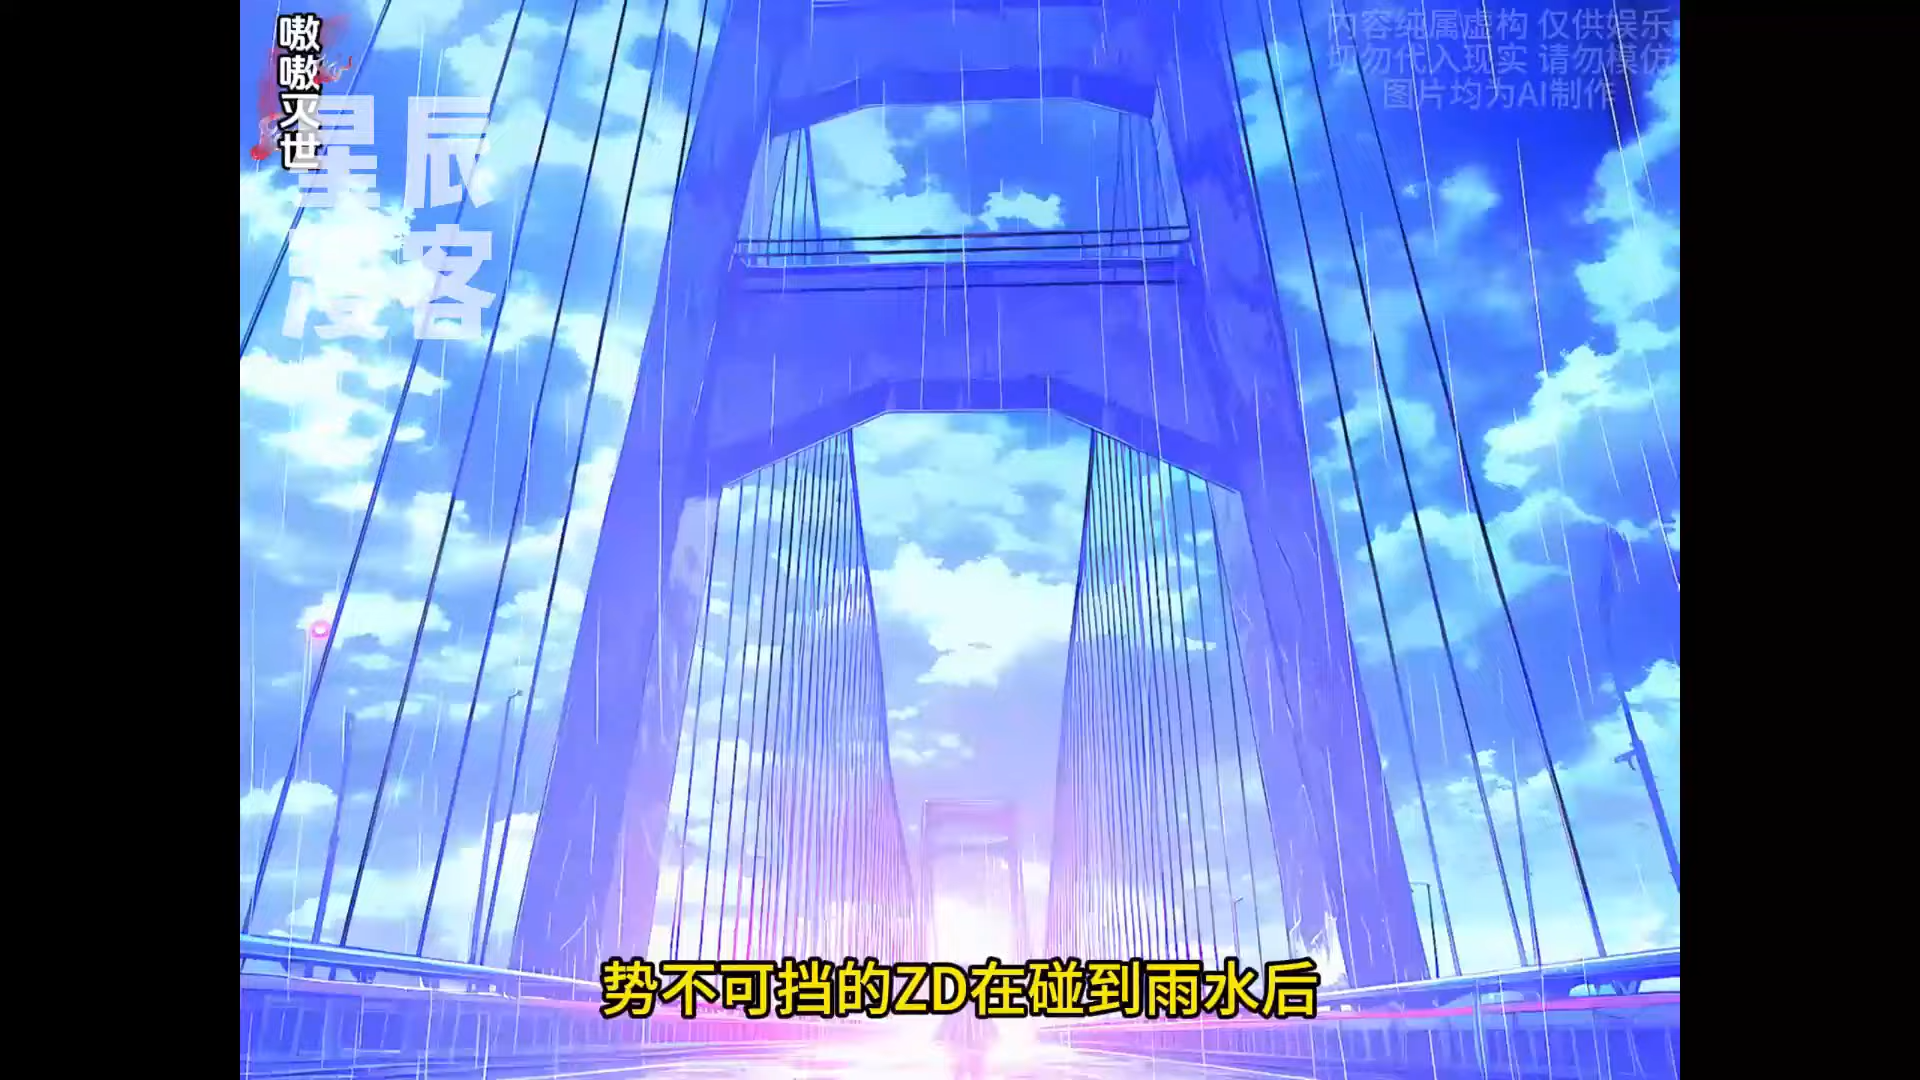 嗷嗷灭世
星辰
凌客
内容纯属虚构 仅供娱乐
切勿代入现实 请勿模仿
图片均为AI制作
势不可挡的ZD在碰到雨水后